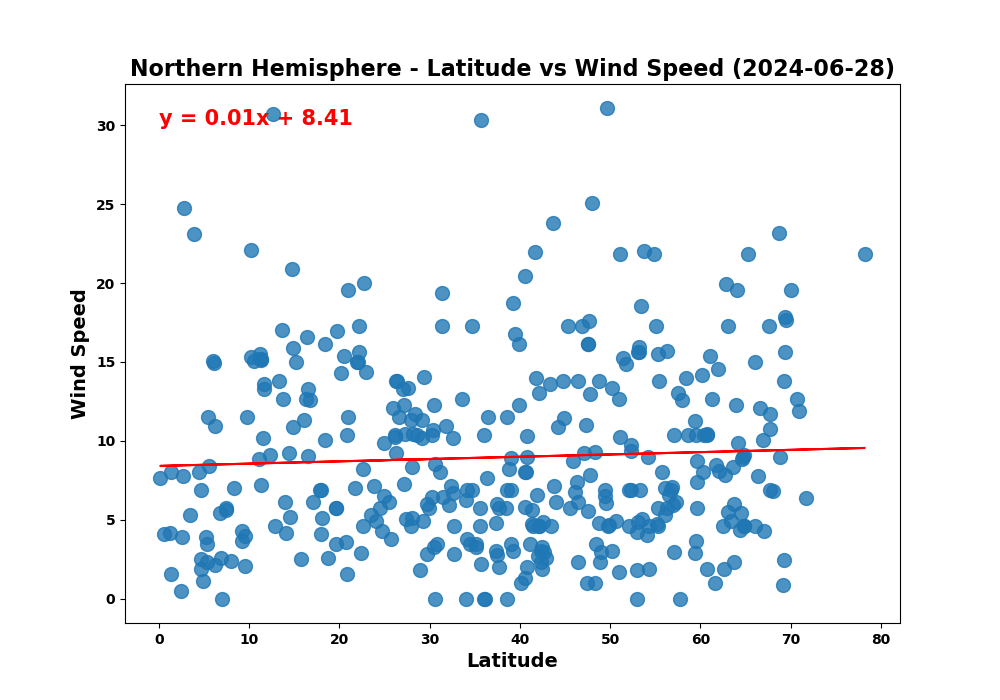 Northern Hemisphere - Latitude vs Wind Speed (2024-06-28)
y = 0.01x + 8.41
30
25
20
15
10
5
0
Wind Speed
0 10 20 30 40 50 60 70 80
Latitude